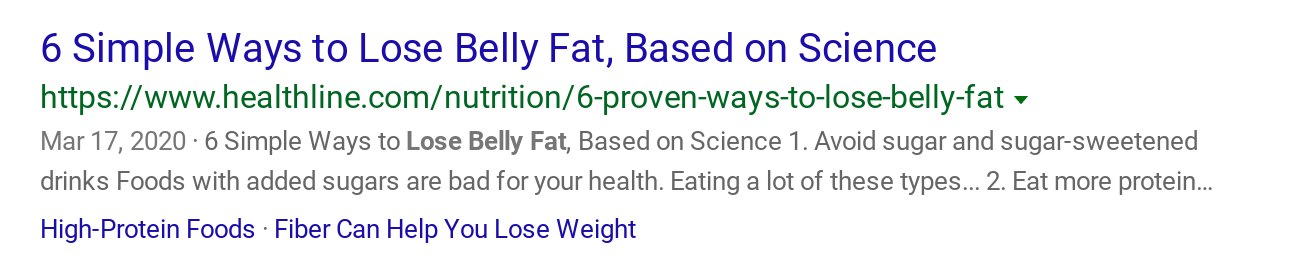 6 Simple Ways to Lose Belly Fat, Based on Science
https://www.healthline.com/nutrition/6-proven-ways-to-lose-belly-fat
Mar 17, 2020 · 6 Simple Ways to Lose Belly Fat, Based on Science 1. Avoid sugar and sugar-sweetened
drinks Foods with added sugars are bad for your health. Eating a lot of these types... 2. Eat more protein...
High-Protein Foods · Fiber Can Help You Lose Weight